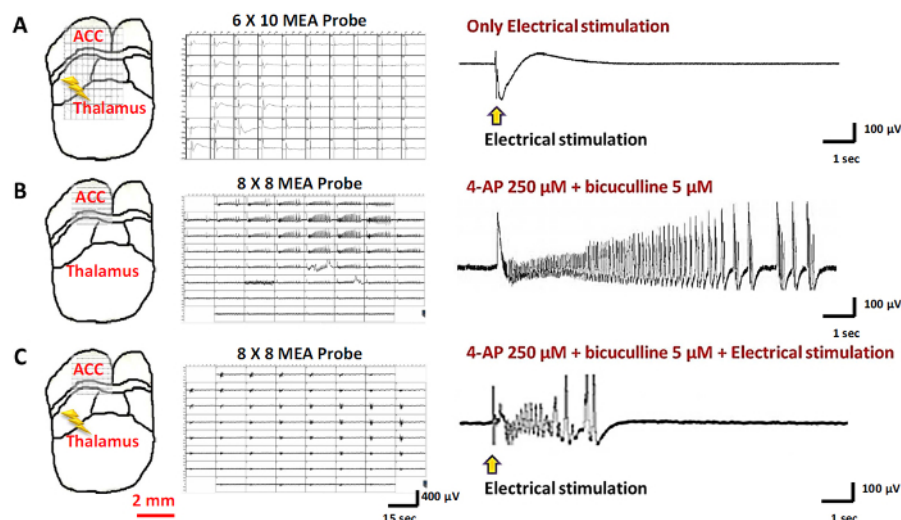 A
6 X 10 MEA Probe
Only Electrical stimulation
ACC
Thalamus
Electrical stimulation
100 µV
1 sec
B
8 X 8 MEA Probe
4-AP 250 µM + bicuculline 5 µM
ACC
Thalamus
100 µV
1 sec
C
8 X 8 MEA Probe
4-AP 250 µM + bicuculline 5 µM + Electrical stimulation
ACC
Thalamus
Electrical stimulation
2 mm
400 µV
15 sec
100 µV
1 sec